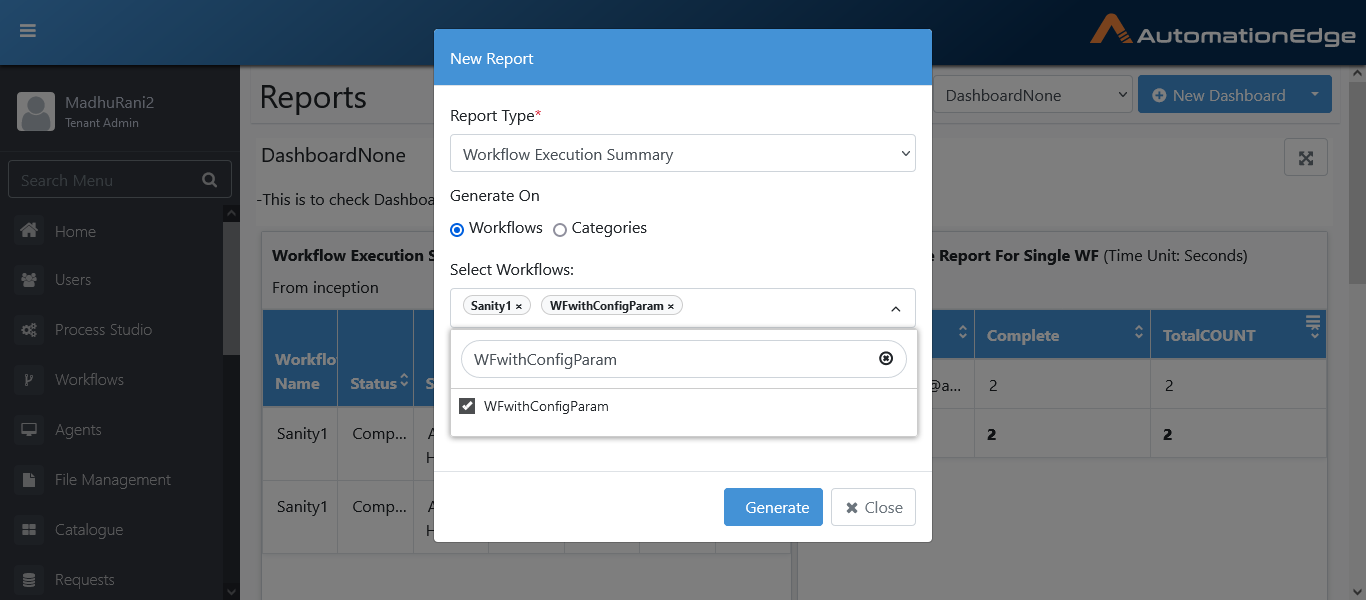 AutomationEdge
New Report
MadhuRani2
Tenant Admin
Search Menu
Home
Users
Process Studio
Workflows
Agents
File Management
Catalogue
Requests
Reports
DashboardNone
New Dashboard
DashboardNone
-This is to check Dashboa
Workflow Execution S
From inception
Workflo
Name
Status
S
Sanity1
Comp...
Sanity1
Comp...
Report Type*
Workflow Execution Summary
Generate On
Workflows
Categories
Select Workflows:
Sanity1 ×
WFwithConfigParam ×
WFwithConfigParam
WFwithConfigParam
Generate
Close
e Report For Single WF (Time Unit: Seconds)
Complete
TotalCOUNT
@a...
2
2
2
2